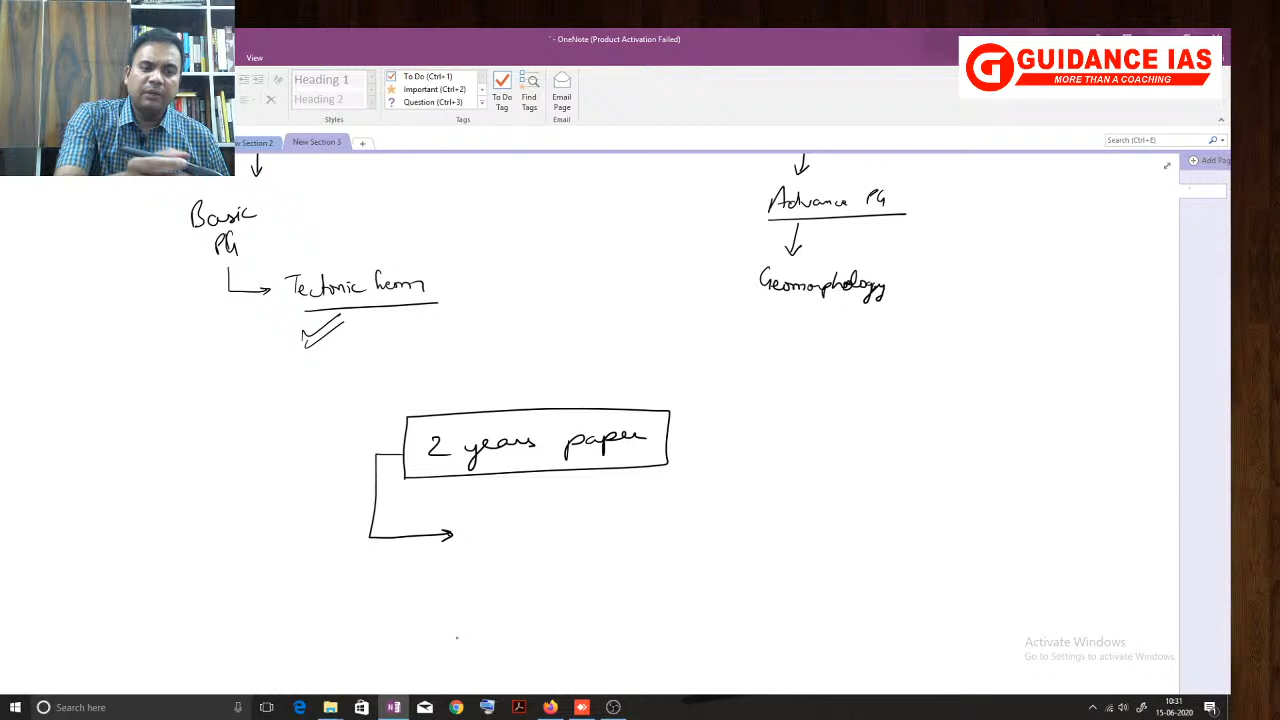 - OneNote (Product Activation Failed)
GUIDANCE IAS
MORE THAN A COACHING
View
Heading 1
Heading 2
Styles
To Do (Ctrl+1)
Important (Ctrl+2)
Question (Ctrl+3)
Tags
To Do
Tag
Find
Tags
Email
Page
Email
Section 2
New Section 3
Search (Ctrl+E)
Add Pag
Basic
PG
Tectonic
Advance PG
Geomorphology
2 years paper
Activate Windows
Go to Settings to activate Windows.
Search here
10:31
15-06-2020